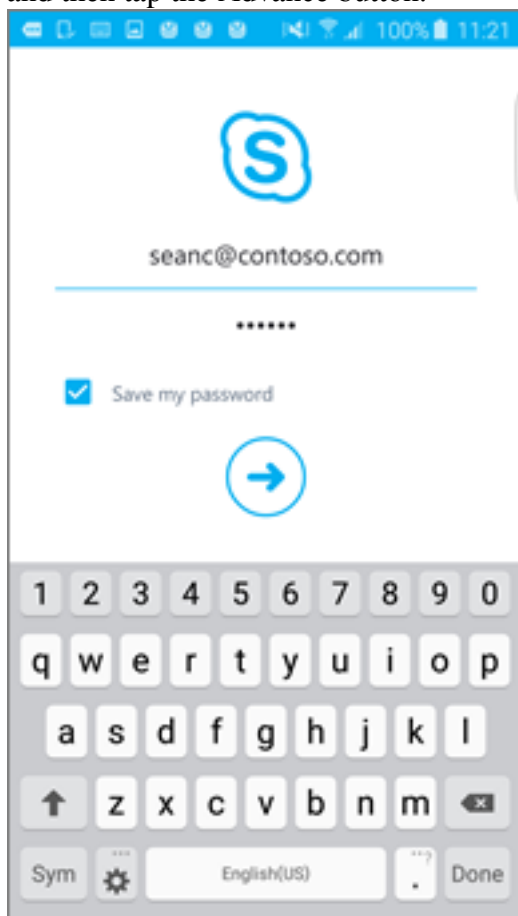 and then tap the Advance button.
100% 11:21
S
seanc@contoso.com
••••••
Save my password
1 2 3 4 5 6 7 8 9 0
q w e r t y u i o p
a s d f g h j k l
z x c v b n m
Sym English(US) . Done